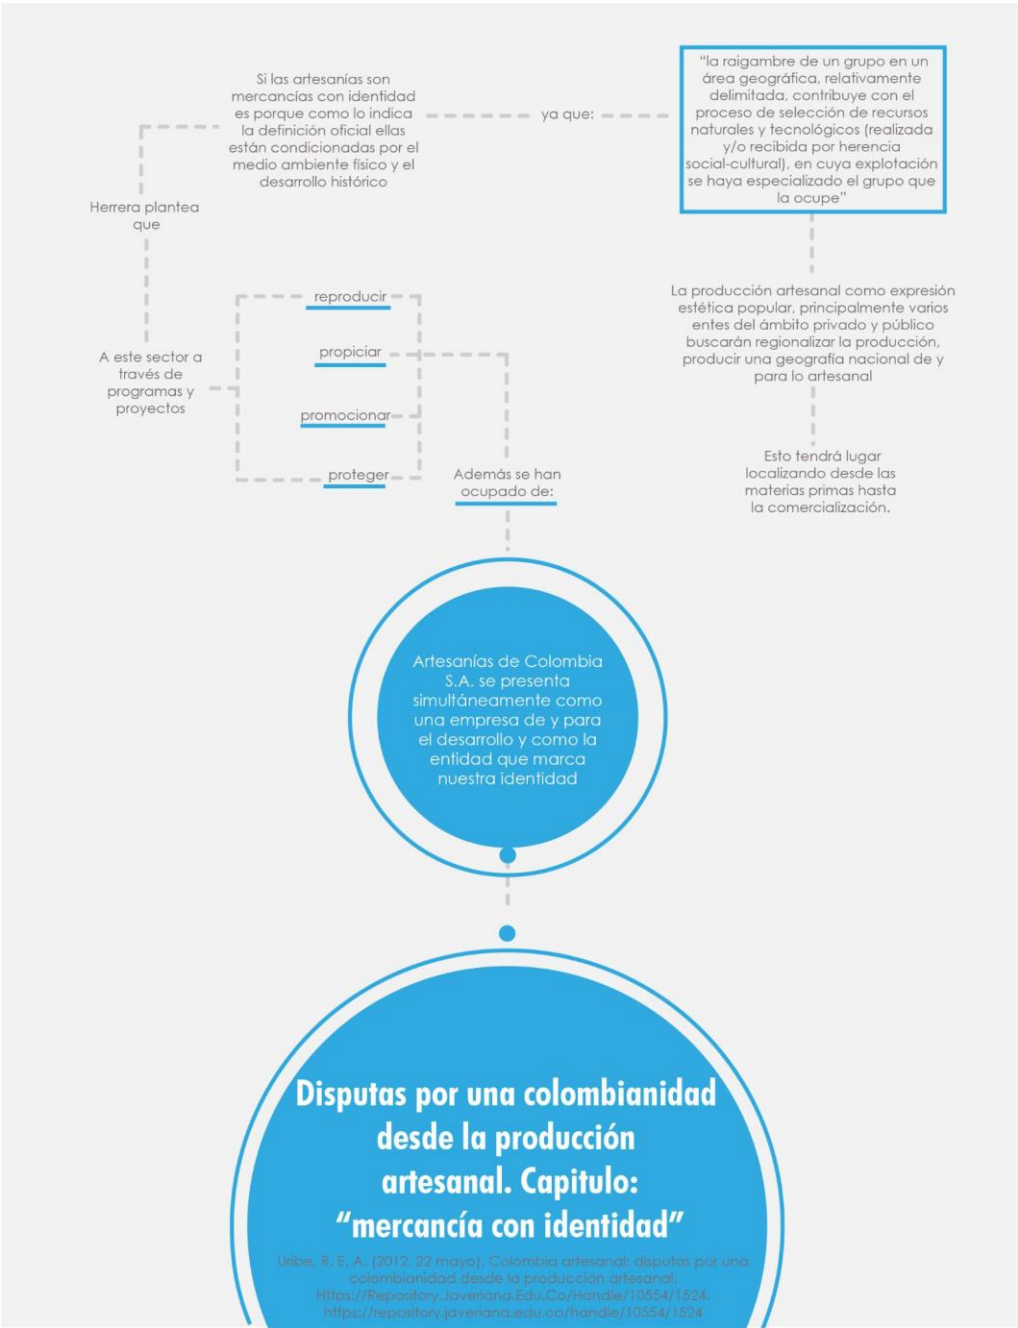 Si las artesanías son
mercancías con identidad
es porque como lo indica
la definición oficial ellas
están condicionadas por el
medio ambiente físico y el
desarrollo histórico
ya que:
“la raigambre de un grupo en un
área geográfica, relativamente
delimitada, contribuye con el
proceso de selección de recursos
naturales y tecnológicos (realizada
y/o recibida por herencia
social-cultural), en cuya explotación
se haya especializado el grupo que
la ocupe”
Herrera plantea
que
La producción artesanal como expresión
estética popular, principalmente varios
entes del ámbito privado y público
buscarán regionalizar la producción,
producir una geografía nacional de y
para lo artesanal
Esto tendrá lugar
localizando desde las
materias primas hasta
la comercialización.
A este sector a
través de
programas y
proyectos
reproducir
propiciar
promocionar
proteger
Además se han
ocupado de:
Artesanías de Colombia
S.A. se presenta
simultáneamente como
una empresa de y para
el desarrollo y como la
entidad que marca
nuestra identidad
Disputas por una colombianidad
desde la producción
artesanal. Capitulo:
“mercancía con identidad”
Uribe, R. E. A. (2012, 22 mayo). Colombia artesanal: disputas por una
colombianidad desde la producción artesanal.
Https://Repository.Javeriana.Edu.Co/Handle/10554/1524.
https://repository.javeriana.edu.co/handle/10554/1524